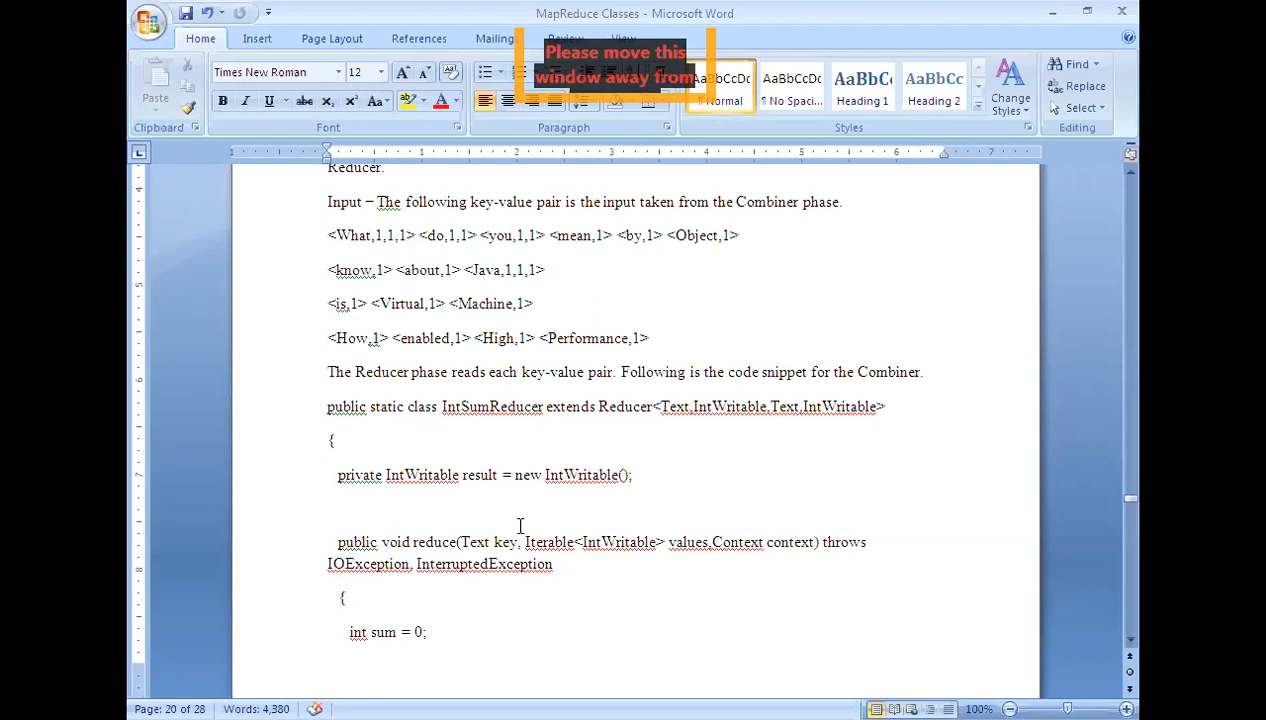 MapReduce Classes - Microsoft Word
Home Insert Page Layout References Mailing Review View
Please move this
window away from
Times New Roman 12
Paste
AaBbCcDc AaBbCcDc AaBbC AaBbCc
¶ Normal ¶ No Spaci... Heading 1 Heading 2
Change
Styles
Find
Replace
Select
Clipboard Font Paragraph Styles Editing
1 1 2 3 4 5 6 7
Reducer.
Input − The following key-value pair is the input taken from the Combiner phase.
<What,1,1,1> <do,1,1> <you,1,1> <mean,1> <by,1> <Object,1>
<know,1> <about,1> <Java,1,1,1>
<is,1> <Virtual,1> <Machine,1>
<How,1> <enabled,1> <High,1> <Performance,1>
The Reducer phase reads each key-value pair. Following is the code snippet for the Combiner.
public static class IntSumReducer extends Reducer<Text,IntWritable,Text,IntWritable>
{
private IntWritable result = new IntWritable();
public void reduce(Text key, Iterable<IntWritable> values,Context context) throws
IOException, InterruptedException
{
int sum = 0;
Page: 20 of 28 Words: 4,380 100%